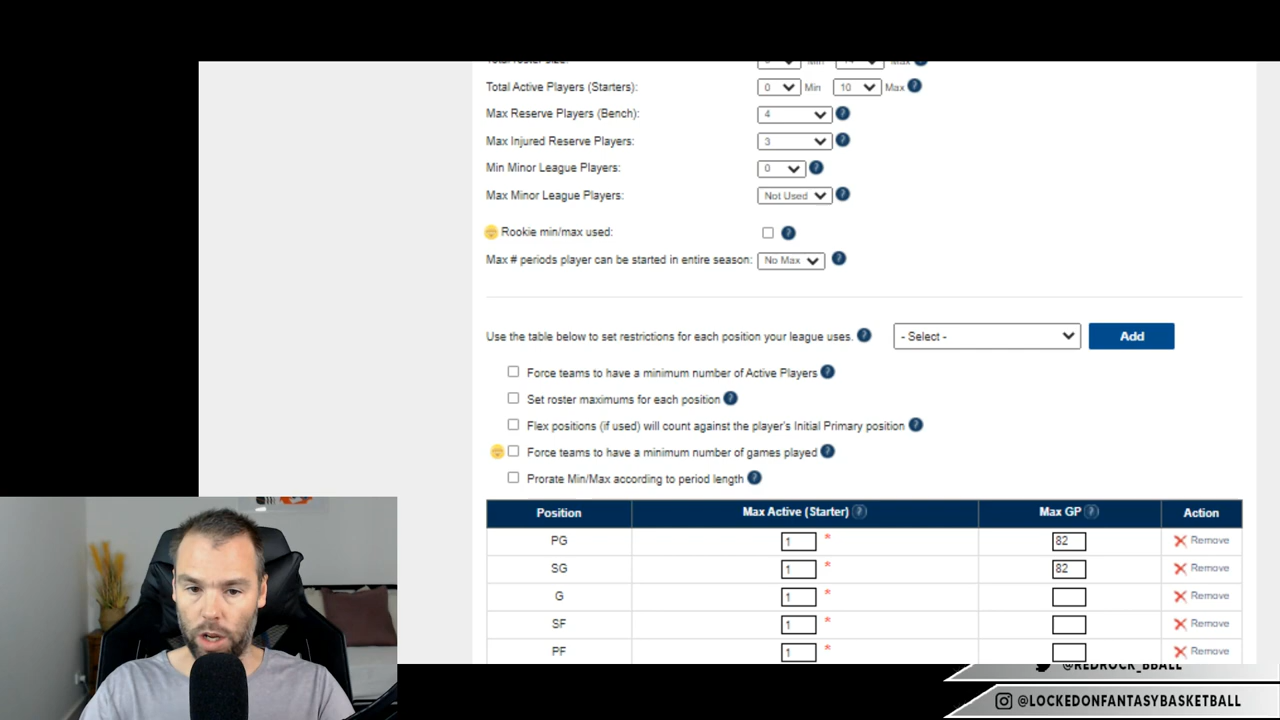 Total roster size: Min Max
Total Active Players (Starters): 0 Min 10 Max ?
Max Reserve Players (Bench): 4 ?
Max Injured Reserve Players: 3 ?
Min Minor League Players: 0 ?
Max Minor League Players: Not Used ?
Rookie min/max used: ?
Max # periods player can be started in entire season: No Max ?
Use the table below to set restrictions for each position your league uses. ? - Select - Add
Force teams to have a minimum number of Active Players ?
Set roster maximums for each position ?
Flex positions (if used) will count against the player's Initial Primary position ?
Force teams to have a minimum number of games played ?
Prorate Min/Max according to period length ?
Position Max Active (Starter) ? Max GP ? Action
PG 1 * 82 Remove
SG 1 * 82 Remove
G 1 * Remove
SF 1 * Remove
PF 1 * Remove
@REDROCK_BBALL
@LOCKEDONFANTASYBASKETBALL